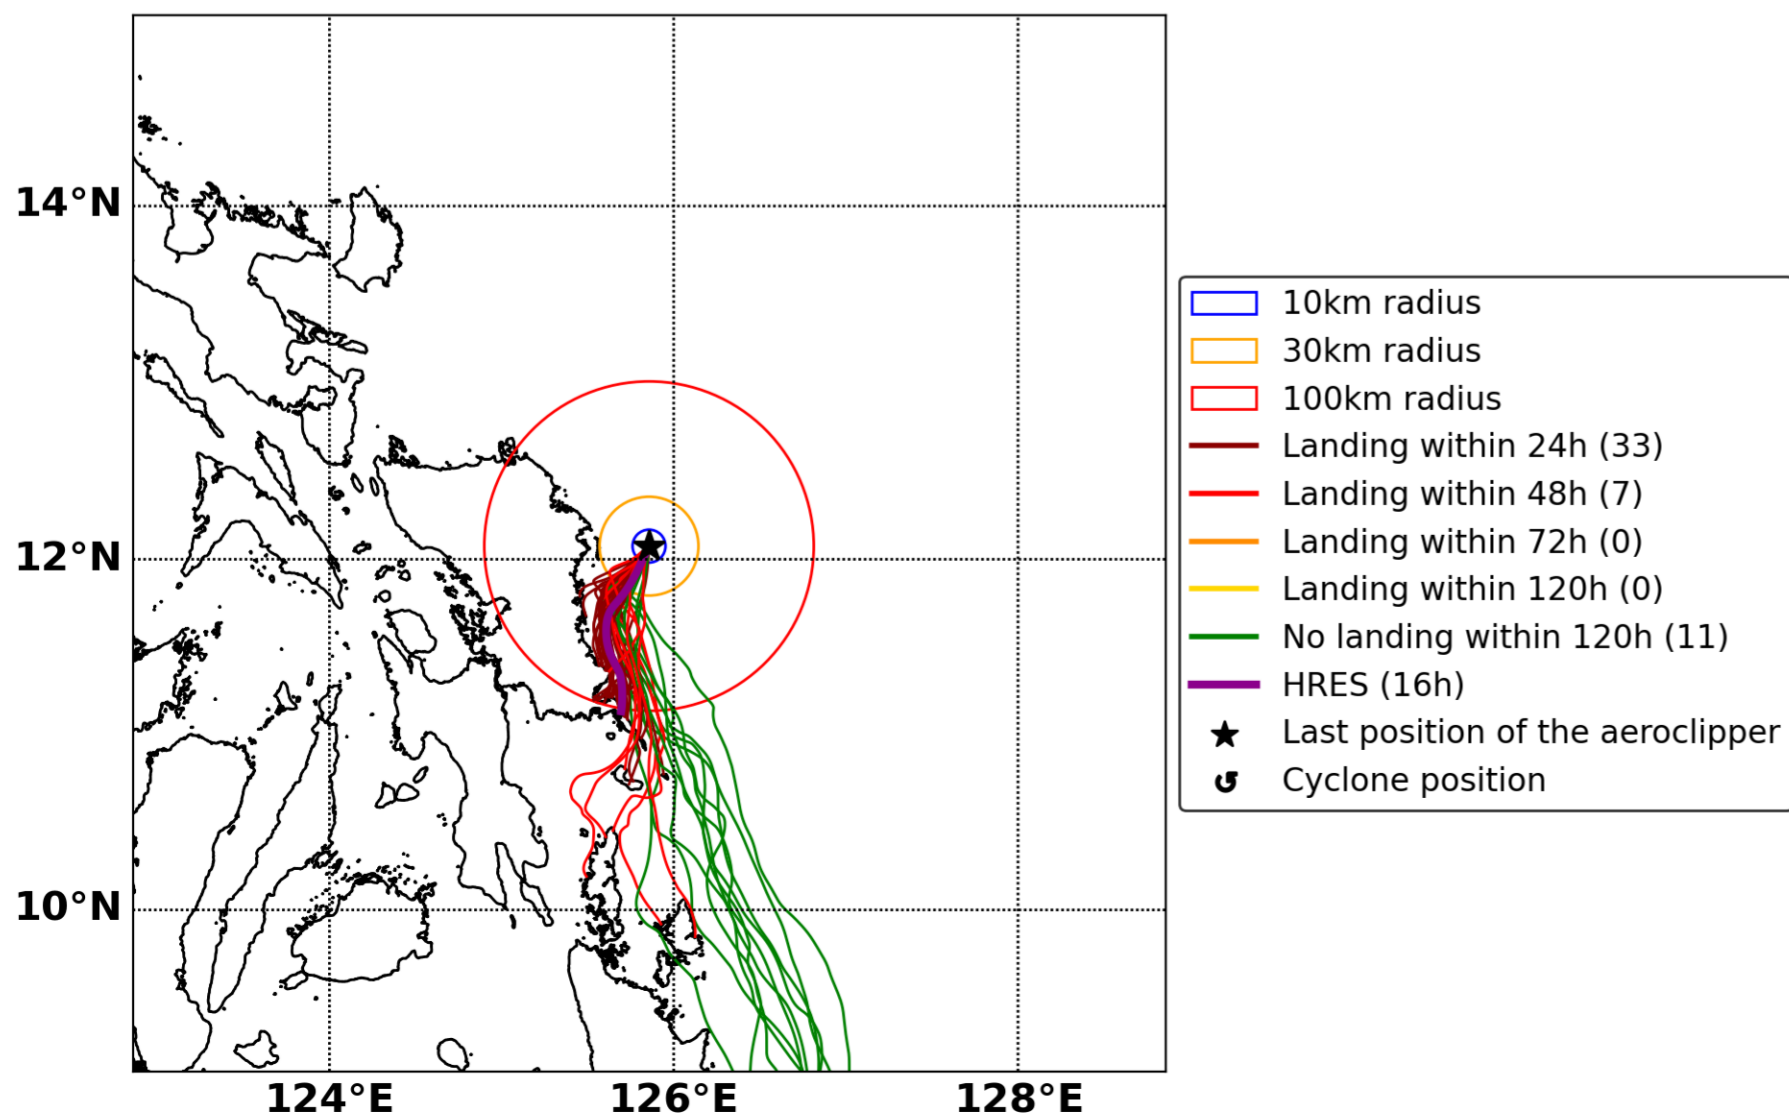 14°N
12°N
10°N
124°E
126°E
128°E
10km radius
30km radius
100km radius
Landing within 24h (33)
Landing within 48h (7)
Landing within 72h (0)
Landing within 120h (0)
No landing within 120h (11)
HRES (16h)
Last position of the aeroclipper
Cyclone position